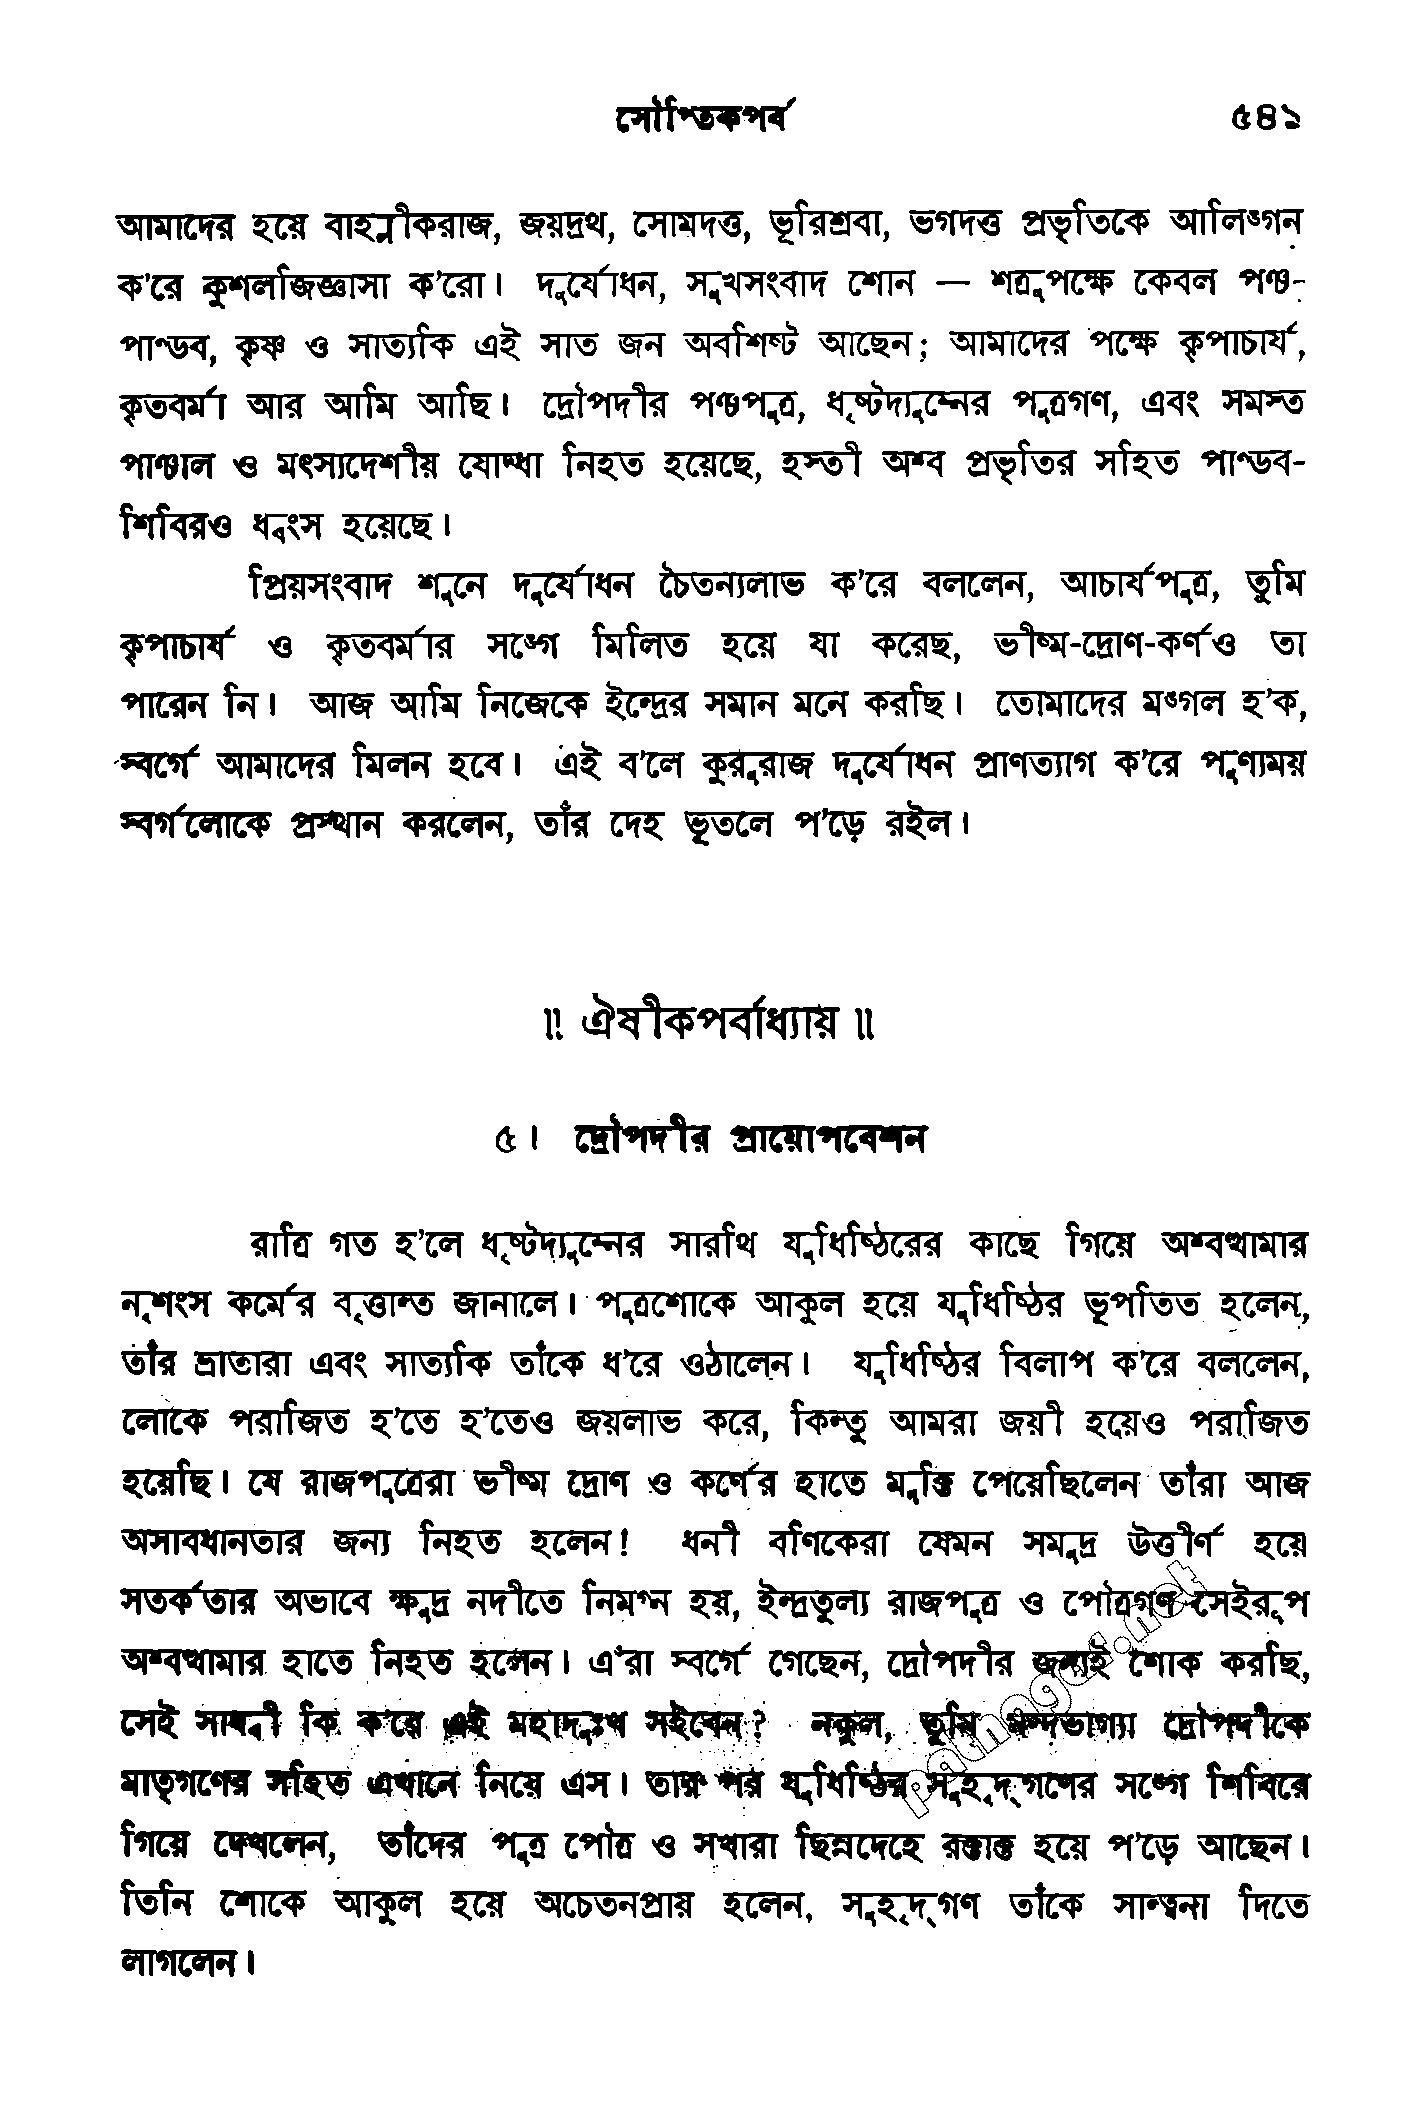 সৌপ্তিকপর্ব ৫৪১
আমাদের হয়ে বাহ্লীকরাজ, জয়দ্রথ, সোমদত্ত, ভূরিশ্রবা, ভগদত্ত প্রভৃতিকে আলিঙ্গন
ক'রে কুশলজিজ্ঞাসা ক'রো। দুর্যোধন, সুখসংবাদ শোন — শত্রুপক্ষে কেবল পঞ্চ-
পাণ্ডব, কৃষ্ণ ও সাত্যকি এই সাত জন অবশিষ্ট আছেন; আমাদের পক্ষে কৃপাচার্য,
কৃতবর্মা আর আমি আছি। দ্রৌপদীর পঞ্চপুত্র, ধৃষ্টদ্যুম্নের পুত্রগণ, এবং সমস্ত
পাঞ্চাল ও মৎস্যদেশীয় যোদ্ধা নিহত হয়েছে, হস্তী অশ্ব প্রভৃতির সহিত পাণ্ডব-
শিবিরও ধ্বংস হয়েছে।
প্রিয়সংবাদ শুনে দুর্যোধন চৈতন্যলাভ ক'রে বললেন, আচার্যপুত্র, তুমি
কৃপাচার্য ও কৃতবর্মার সঙ্গে মিলিত হয়ে যা করেছ, ভীষ্ম-দ্রোণ-কর্ণও তা
পারেন নি। আজ আমি নিজেকে ইন্দ্রের সমান মনে করছি। তোমাদের মঙ্গল হ'ক,
স্বর্গে আমাদের মিলন হবে। এই ব'লে কুরুরাজ দুর্যোধন প্রাণত্যাগ ক'রে পুণ্যময়
স্বর্গলোকে প্রস্থান করলেন, তাঁর দেহ ভূতলে প'ড়ে রইল।
॥ ঐষীকপর্বাধ্যায় ॥
৫। দ্রৌপদীর প্রায়োপবেশন
রাত্রি গত হ'লে ধৃষ্টদ্যুম্নের সারথি যুধিষ্ঠিরের কাছে গিয়ে অশ্বত্থামার
নৃশংস কর্মের বৃত্তান্ত জানালে। পুত্রশোকে আকুল হয়ে যুধিষ্ঠির ভূপতিত হলেন,
তাঁর ভ্রাতারা এবং সাত্যকি তাঁকে ধ'রে ওঠালেন। যুধিষ্ঠির বিলাপ ক'রে বললেন,
লোকে পরাজিত হ'তে হ'তেও জয়লাভ করে, কিন্তু আমরা জয়ী হয়েও পরাজিত
হয়েছি। যে রাজপুত্রেরা ভীষ্ম দ্রোণ ও কর্ণের হাতে মুক্তি পেয়েছিলেন তাঁরা আজ
অসাবধানতার জন্য নিহত হলেন! ধনী বণিকেরা যেমন সমুদ্র উত্তীর্ণ হয়ে
সতর্কতার অভাবে ক্ষুদ্র নদীতে নিমগ্ন হয়, ইন্দ্রতুল্য রাজপুত্র ও পৌত্রগণ সেইরূপ
অশ্বত্থামার হাতে নিহত হলেন। এ'রা স্বর্গে গেছেন, দ্রৌপদীর জন্যই শোক করছি,
সেই সাধ্বী কি ক'রে এই মহাদুঃখ সইবেন? নকুল, তুমি মন্দভাগ্যা দ্রৌপদীকে
মাতৃগণের সহিত এখানে নিয়ে এস। তার পর যুধিষ্ঠির সুহৃদ্‌গণের সঙ্গে শিবিরে
গিয়ে দেখলেন, তাঁদের পুত্র পৌত্র ও সখারা ছিন্নদেহে রক্তাক্ত হয়ে প'ড়ে আছেন।
তিনি শোকে আকুল হয়ে অচেতনপ্রায় হলেন, সুহৃদ্‌গণ তাঁকে সান্ত্বনা দিতে
লাগলেন।
pathagar.net